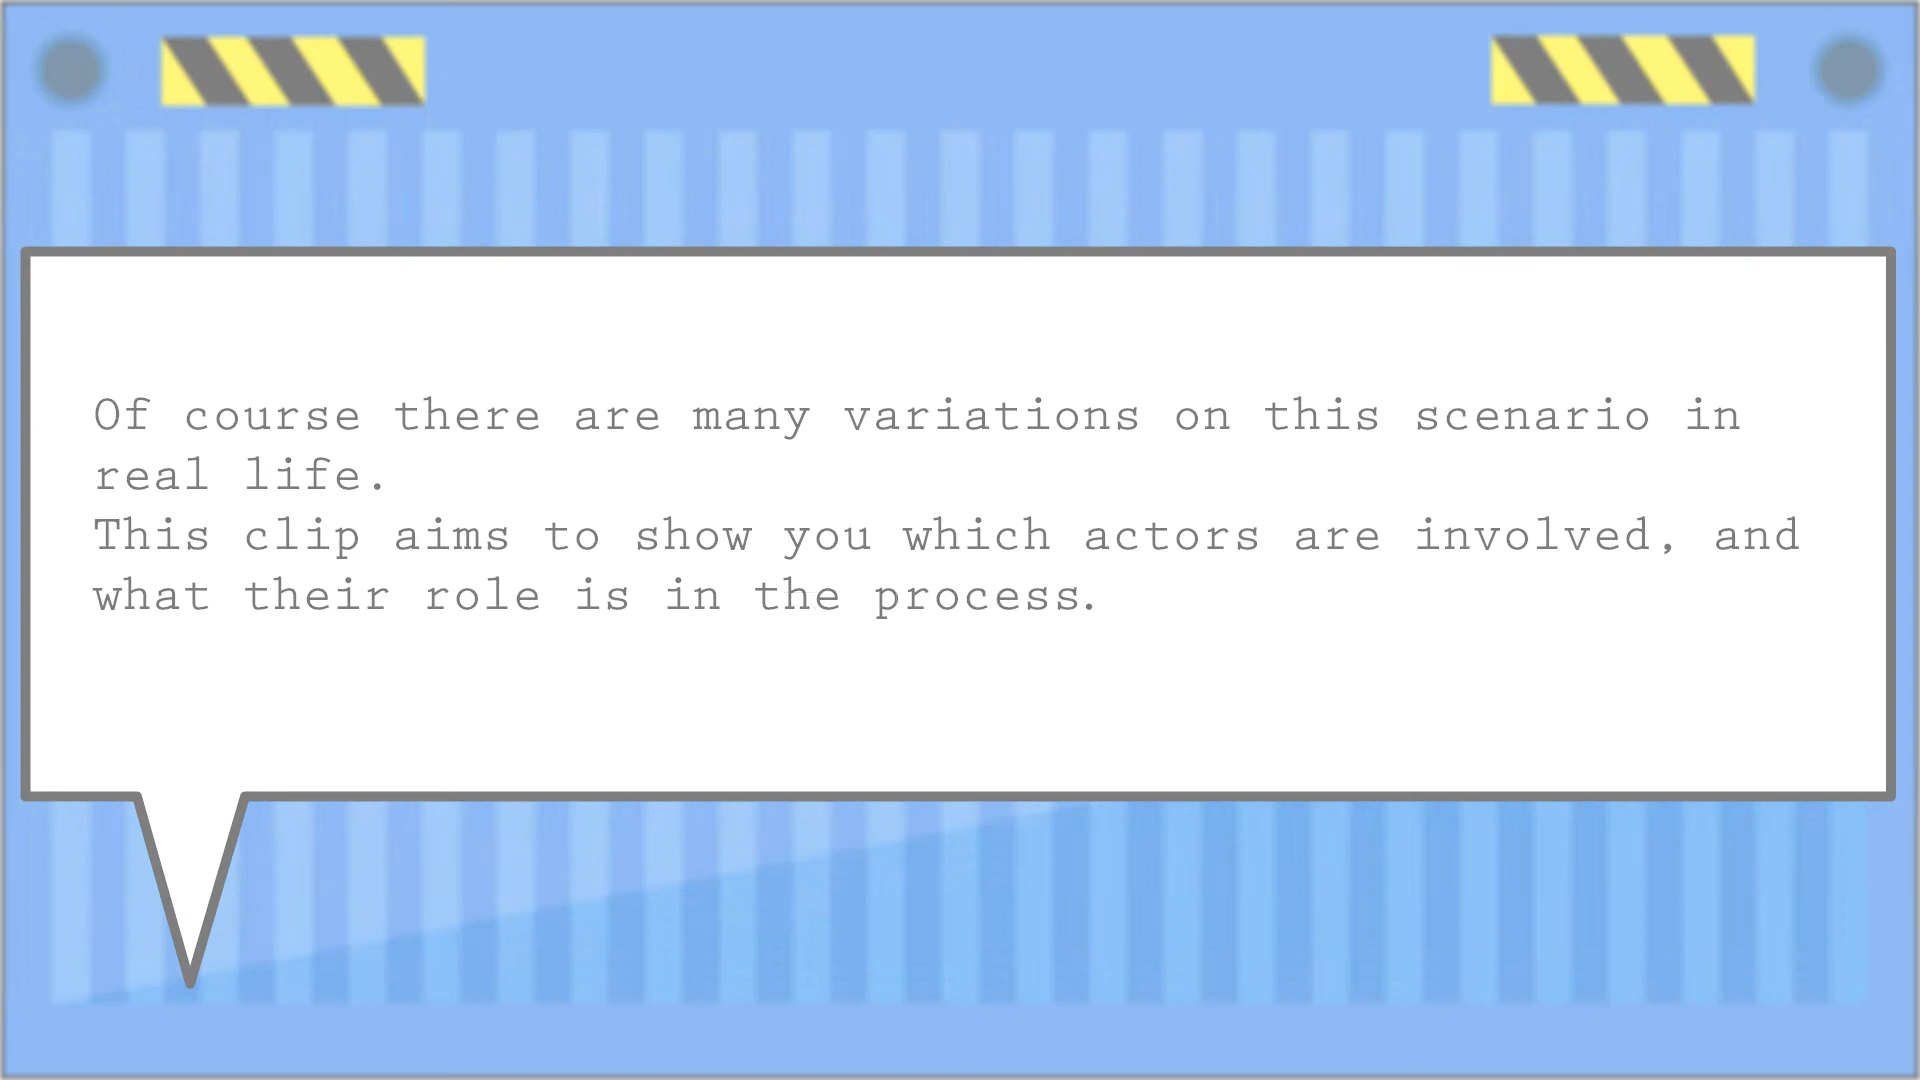 Of course there are many variations on this scenario in
real life.
This clip aims to show you which actors are involved, and
what their role is in the process.